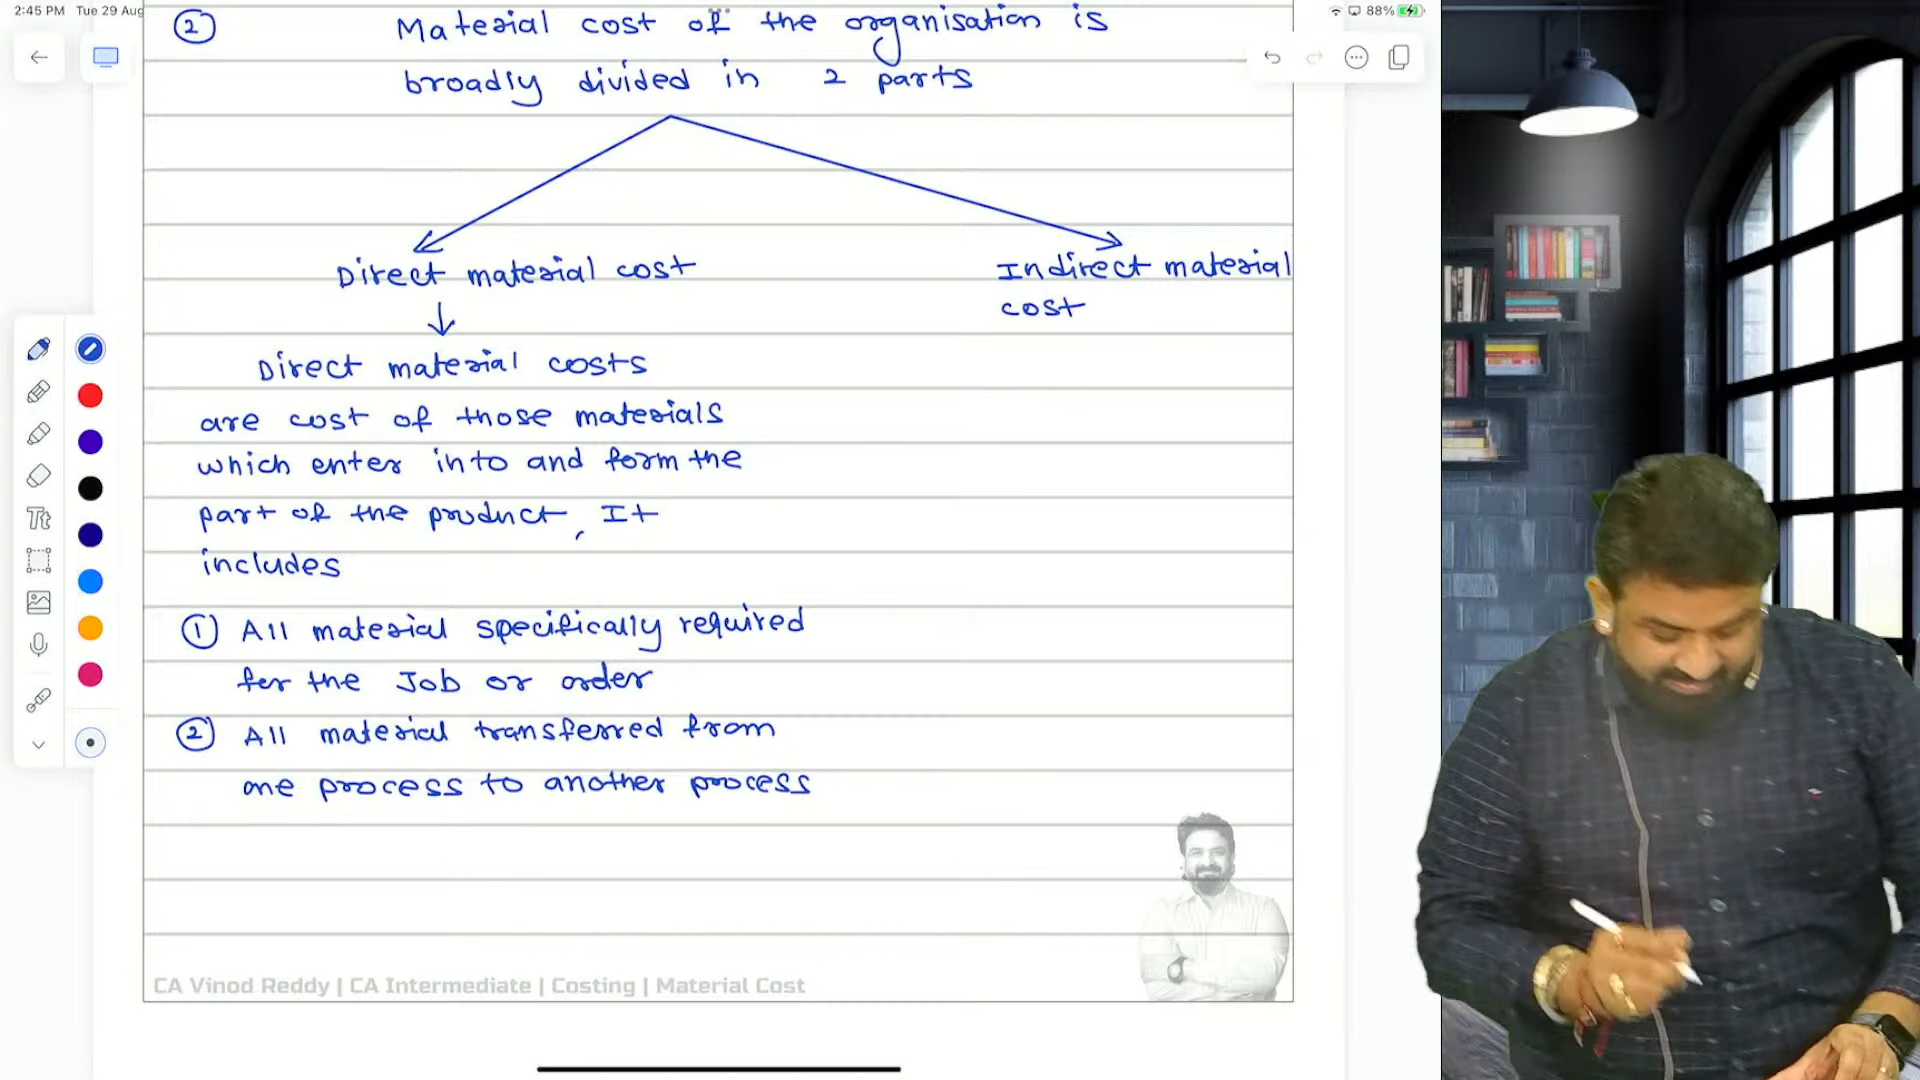 2:45 PM Tue 29 Aug
88%
② Material cost of the organisation is
broadly divided in 2 parts
Direct material cost
Indirect material
cost
Direct material costs
are cost of those materials
which enter into and form the
part of the product, It
includes
① All material specifically required
for the Job or order
② All material transferred from
one process to another process
Tt
CA Vinod Reddy | CA Intermediate | Costing | Material Cost